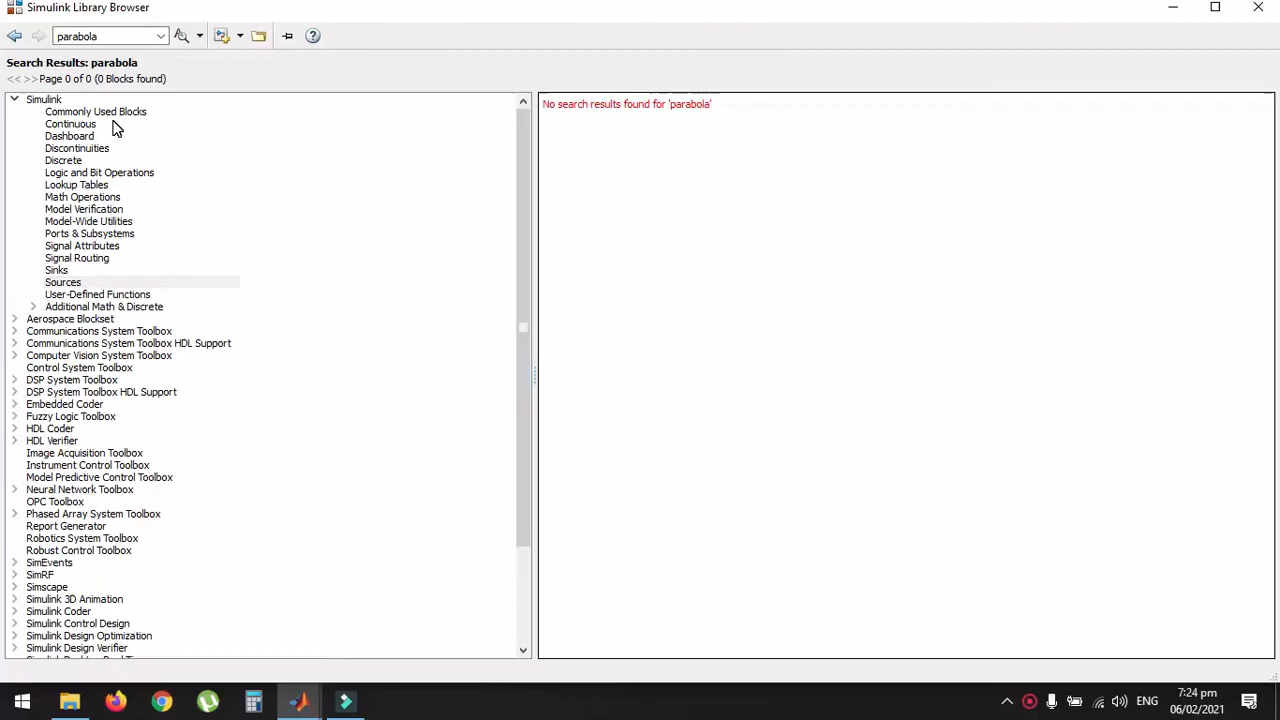 Simulink Library Browser
parabola
Search Results: parabola
<< >> Page 0 of 0 (0 Blocks found)
Simulink
Commonly Used Blocks
Continuous
Dashboard
Discontinuities
Discrete
Logic and Bit Operations
Lookup Tables
Math Operations
Model Verification
Model-Wide Utilities
Ports & Subsystems
Signal Attributes
Signal Routing
Sinks
Sources
User-Defined Functions
Additional Math & Discrete
Aerospace Blockset
Communications System Toolbox
Communications System Toolbox HDL Support
Computer Vision System Toolbox
Control System Toolbox
DSP System Toolbox
DSP System Toolbox HDL Support
Embedded Coder
Fuzzy Logic Toolbox
HDL Coder
HDL Verifier
Image Acquisition Toolbox
Instrument Control Toolbox
Model Predictive Control Toolbox
Neural Network Toolbox
OPC Toolbox
Phased Array System Toolbox
Report Generator
Robotics System Toolbox
Robust Control Toolbox
SimEvents
SimRF
Simscape
Simulink 3D Animation
Simulink Coder
Simulink Control Design
Simulink Design Optimization
Simulink Design Verifier
No search results found for 'parabola'
ENG
7:24 pm
06/02/2021